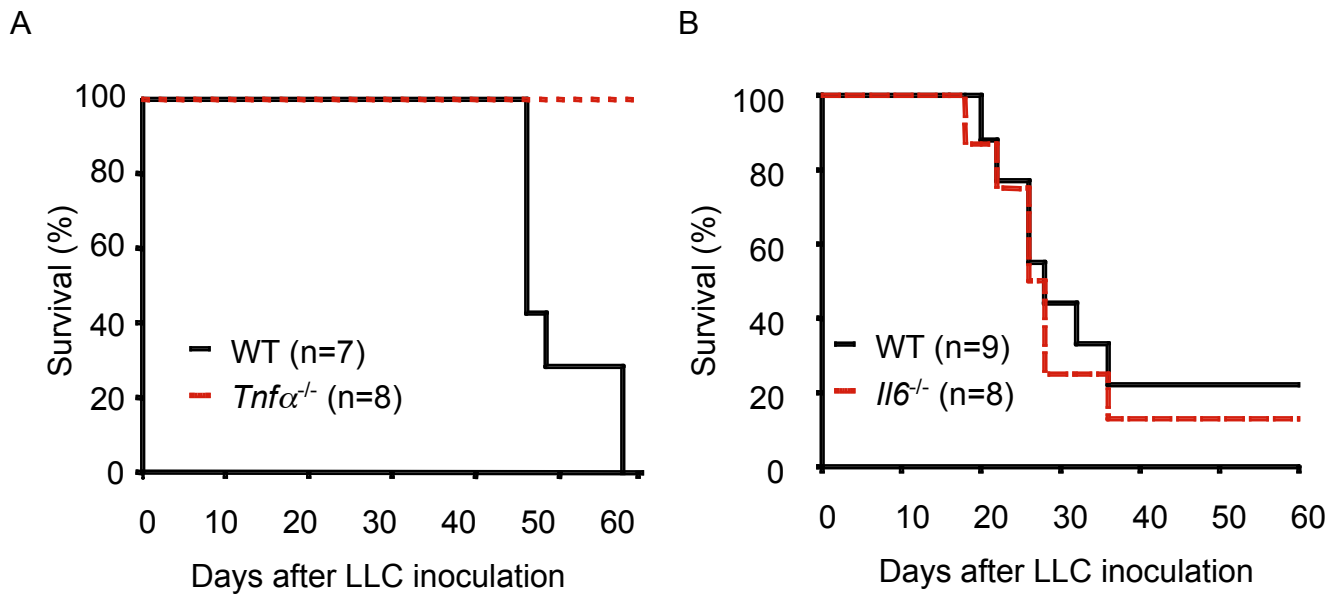 A
100
80
60
40
20
0
Survival (%)
WT (n=7)
Tnfα-/- (n=8)
0 10 20 30 40 50 60
Days after LLC inoculation
B
100
80
60
40
20
0
Survival (%)
WT (n=9)
Il6-/- (n=8)
0 10 20 30 40 50 60
Days after LLC inoculation